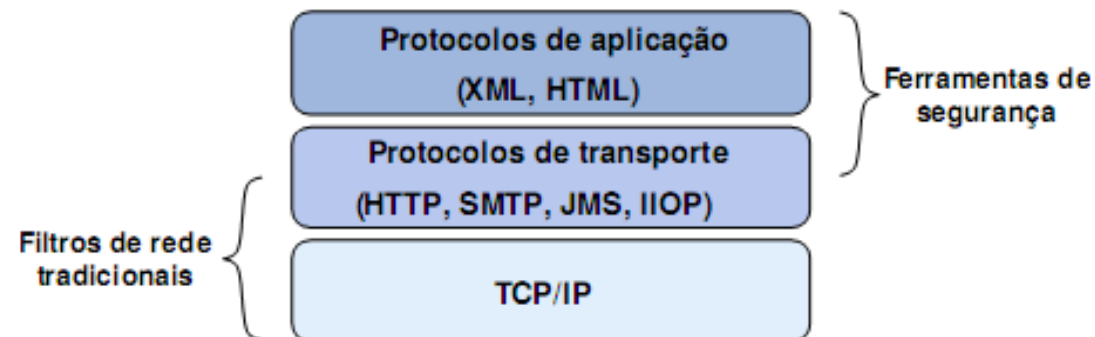 Protocolos de aplicação
(XML, HTML)
Ferramentas de
segurança
Protocolos de transporte
(HTTP, SMTP, JMS, IIOP)
Filtros de rede
tradicionais
TCP/IP